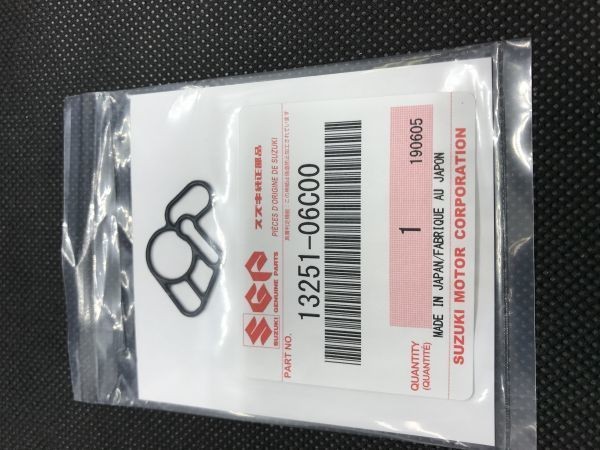 SGP
SUZUKI GENUINE PARTS
スズキ純正部品
PIÈCES D'ORIGINE DE SUZUKI
PART NO.
13251-06C00
QUANTITY
(QUANTITÉ)
1
190605
MADE IN JAPAN/FABRIQUE AU JAPON
SUZUKI MOTOR CORPORATION